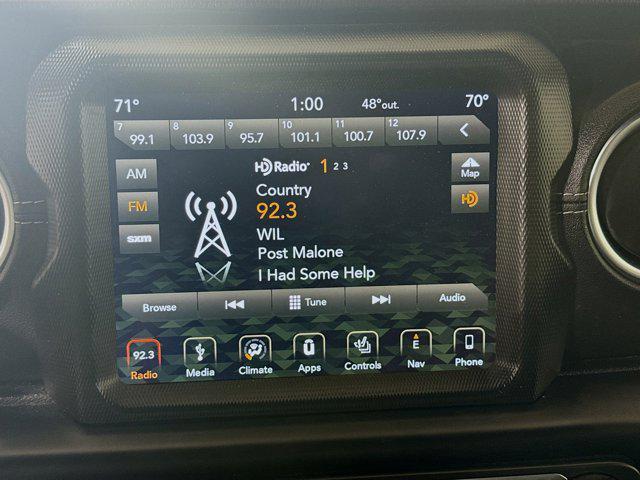 71° 1:00 48°out. 70°
7 99.1 8 103.9 9 95.7 10 101.1 11 100.7 12 107.9
AM HD Radio 1 2 3 Map
Country
FM 92.3 HD
sxm WIL
Post Malone
I Had Some Help
Browse Tune Audio
92.3 E
Radio Media Climate Apps Controls Nav Phone